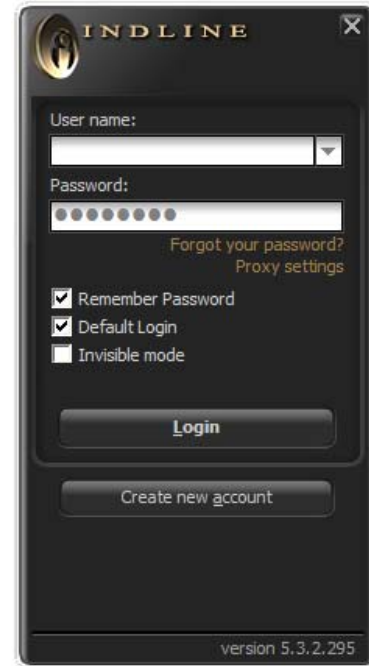 INDLINE
User name:
Password:
Forgot your password?
Proxy settings
Remember Password
Default Login
Invisible mode
Login
Create new account
version 5.3.2.295